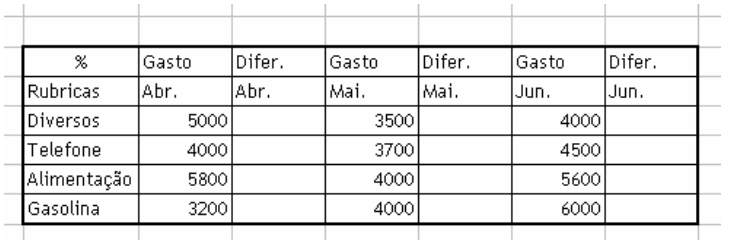 % Gasto Difer. Gasto Difer. Gasto Difer.
Rubricas Abr. Abr. Mai. Mai. Jun. Jun.
Diversos 5000 3500 4000
Telefone 4000 3700 4500
Alimentação 5800 4000 5600
Gasolina 3200 4000 6000